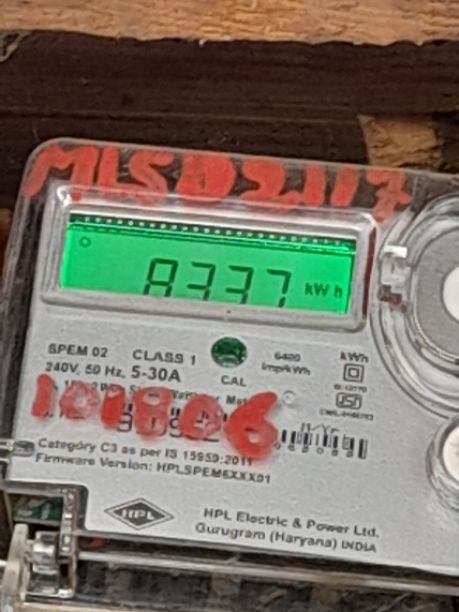 MLSD2117
8337 kWh
SPEM 02 CLASS 1 6400 imp/kWh kWh
240V, 50 Hz, 5-30A CAL
101806
Category C3 as per IS 15959:2011
Firmware Version: HPLSPEM6XXX01
HPL HPL Electric & Power Ltd.
Gurugram (Haryana) INDIA